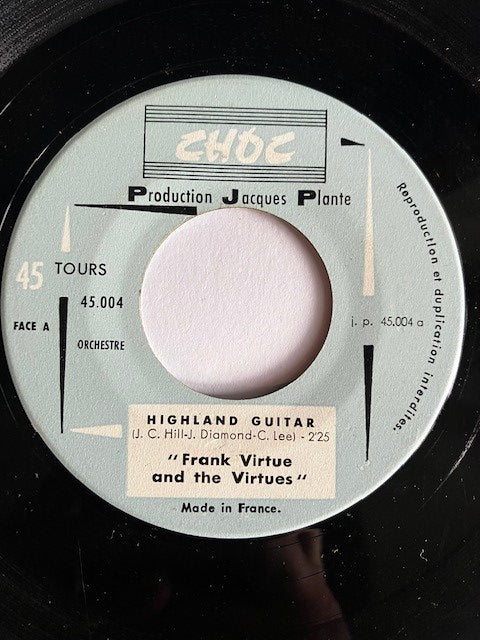 CHOC
Production Jacques Plante
45 TOURS
45.004
FACE A
ORCHESTRE
j. p. 45.004 a
Reproduction et duplication interdites.
HIGHLAND GUITAR
(J. C. Hill-J. Diamond-C. Lee) - 2'25
"Frank Virtue
and the Virtues"
Made in France.